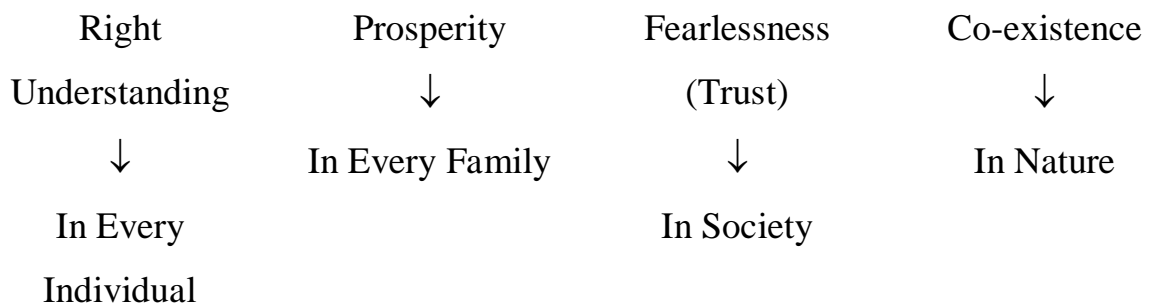 Right Prosperity Fearlessness Co-existence
Understanding ↓ (Trust) ↓
↓ In Every Family ↓ In Nature
In Every In Society
Individual